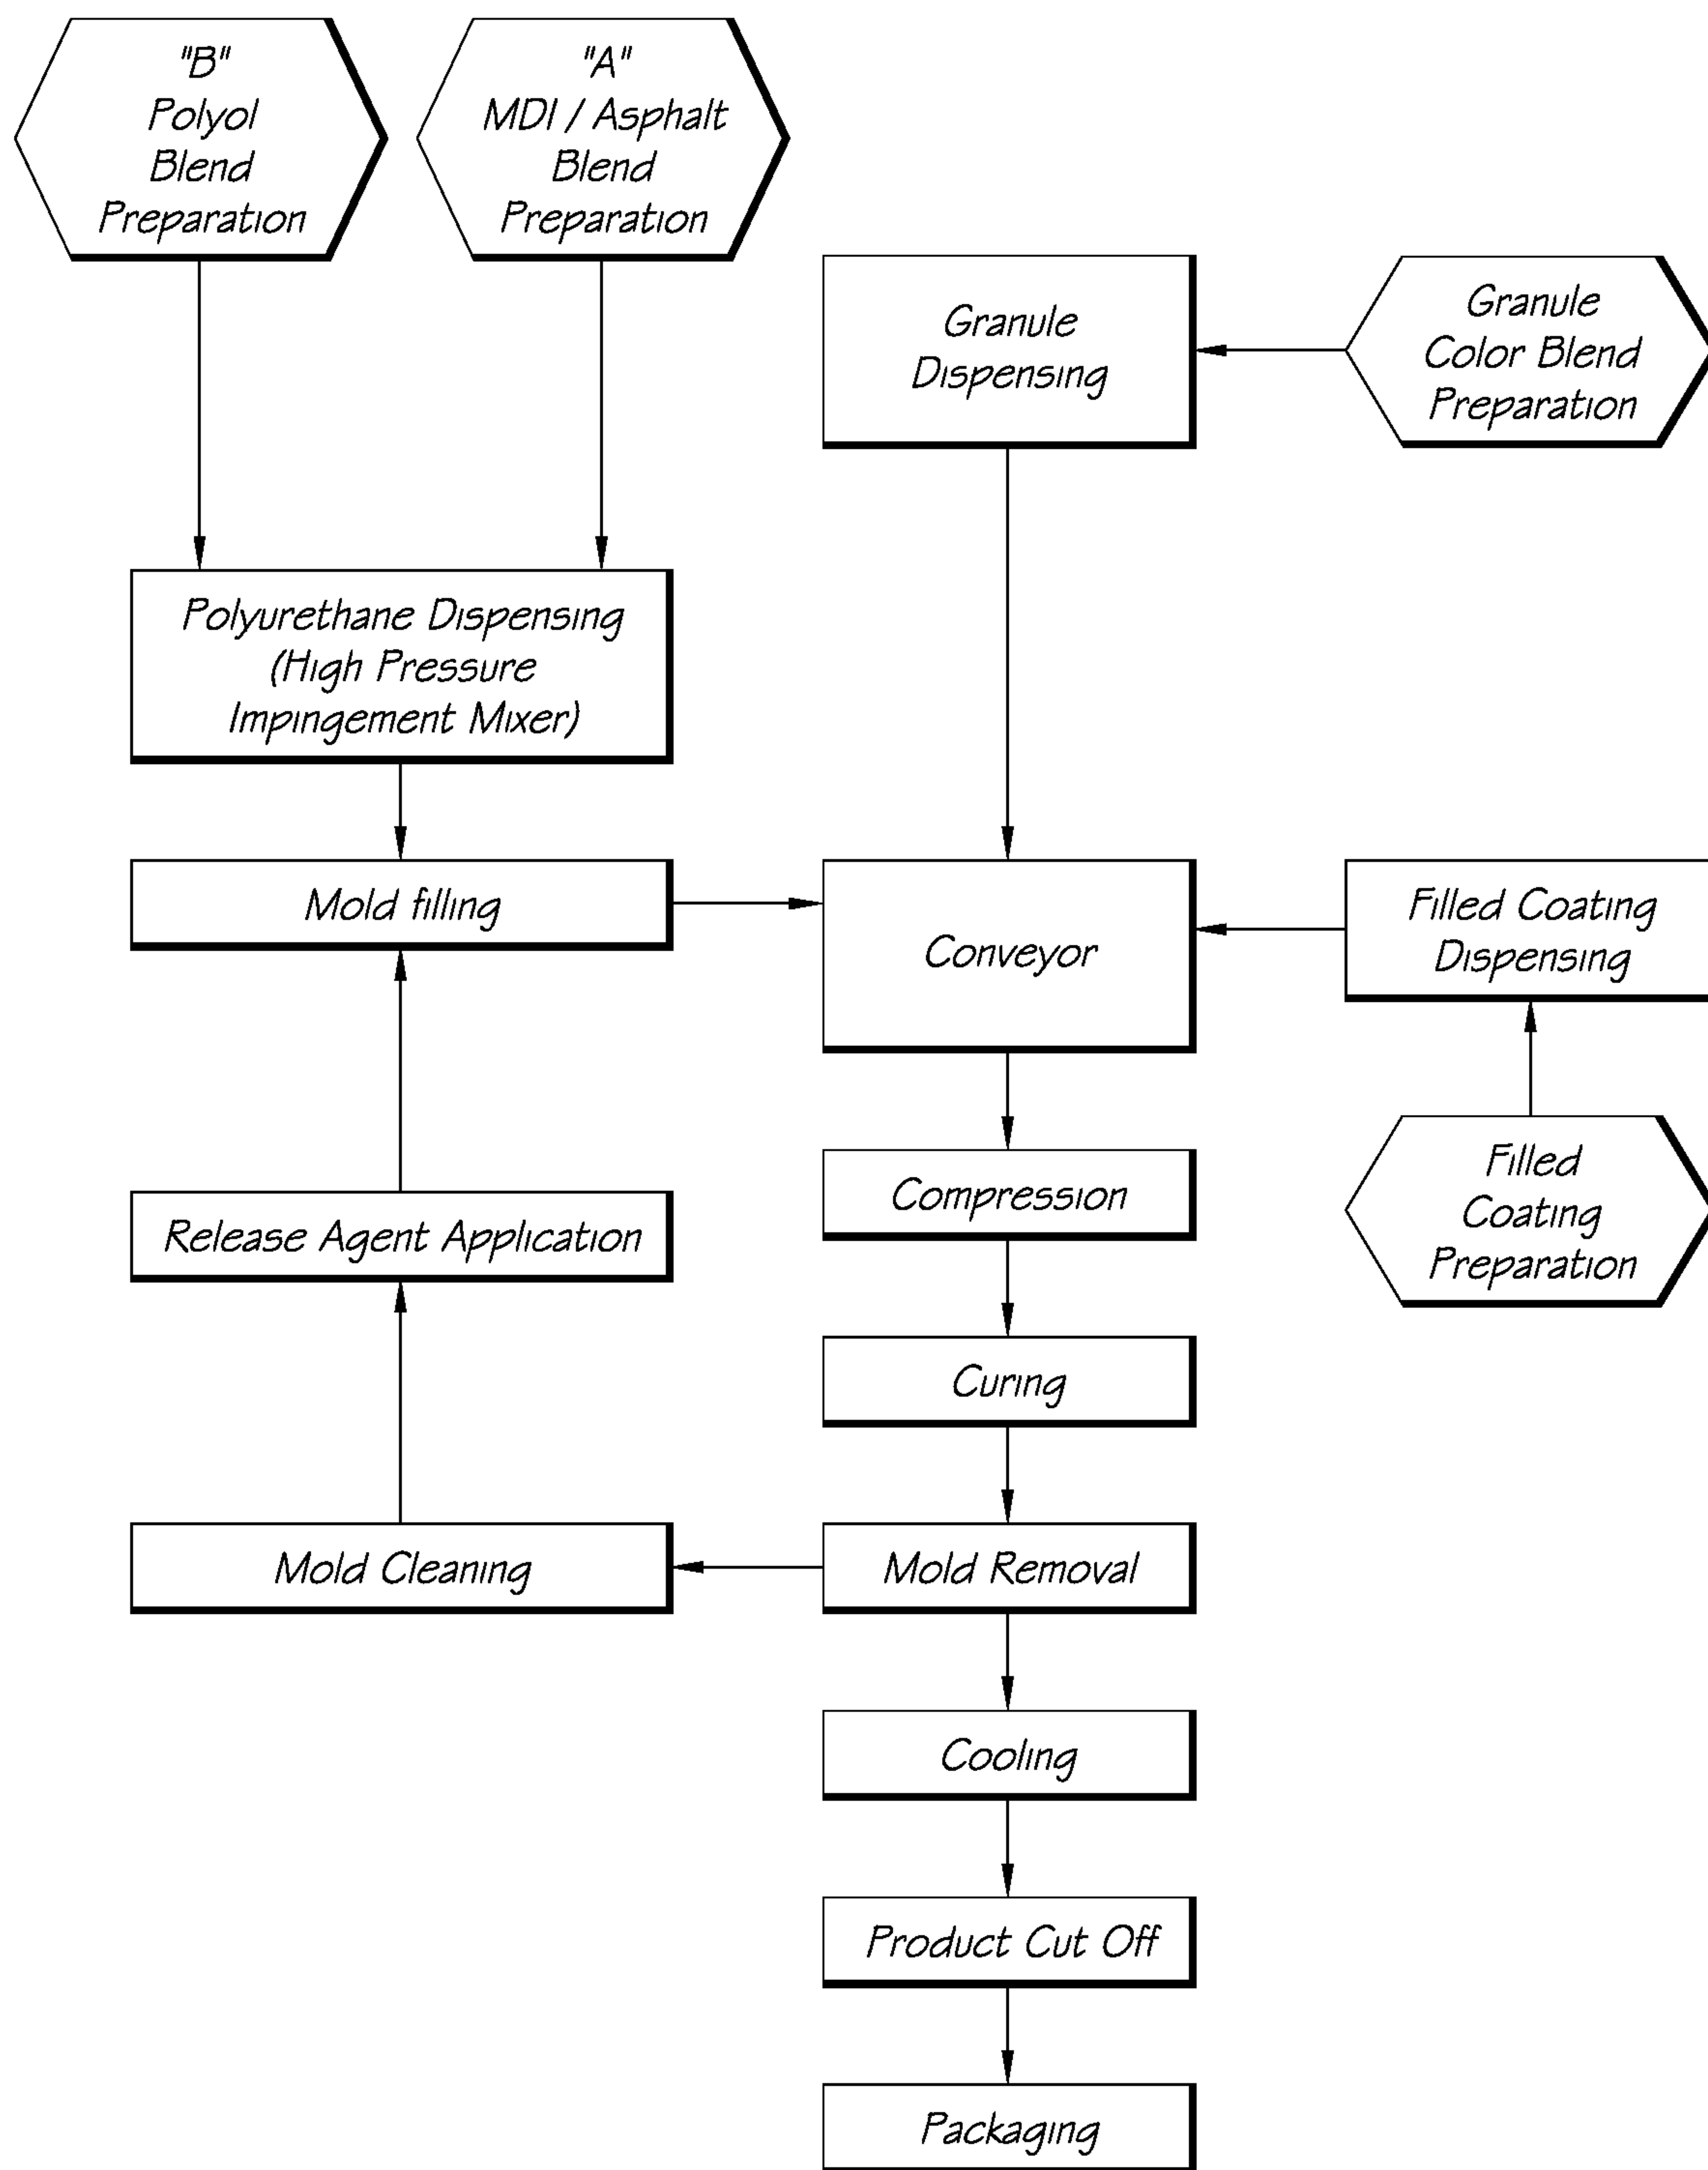 "B"
Polyol
Blend
Preparation
"A"
MDI / Asphalt
Blend
Preparation
Granule
Dispensing
Granule
Color Blend
Preparation
Polyurethane Dispensing
(High Pressure
Impingement Mixer)
Mold filling
Conveyor
Filled Coating
Dispensing
Compression
Filled
Coating
Preparation
Release Agent Application
Curing
Mold Cleaning
Mold Removal
Cooling
Product Cut Off
Packaging